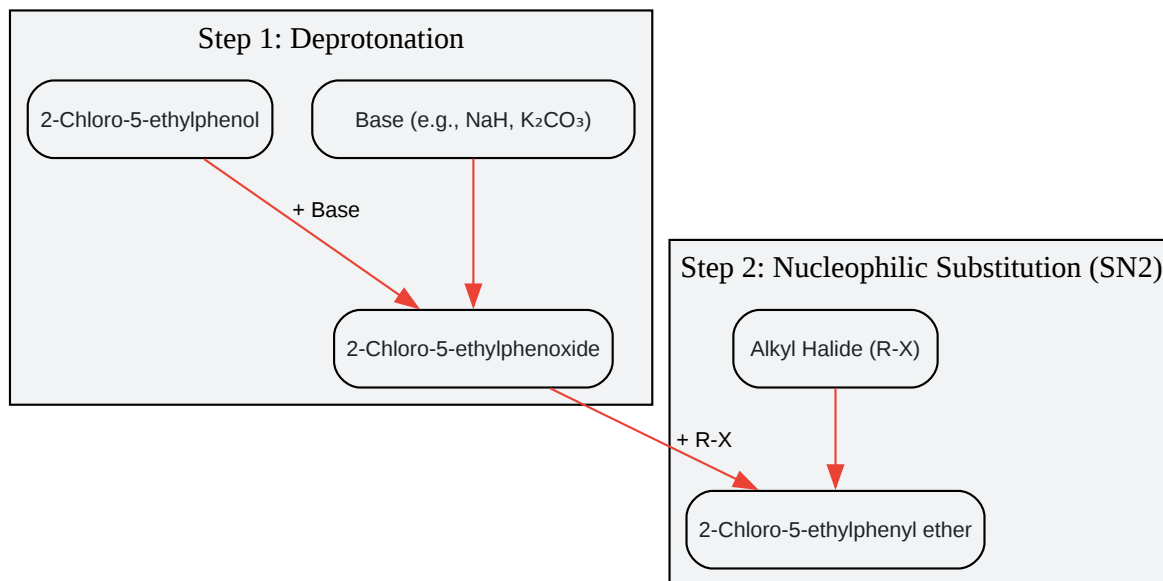 Step 1: Deprotonation
2-Chloro-5-ethylphenol
Base (e.g., NaH, K₂CO₃)
+ Base
2-Chloro-5-ethylphenoxide
Step 2: Nucleophilic Substitution (SN2)
Alkyl Halide (R-X)
+ R-X
2-Chloro-5-ethylphenyl ether